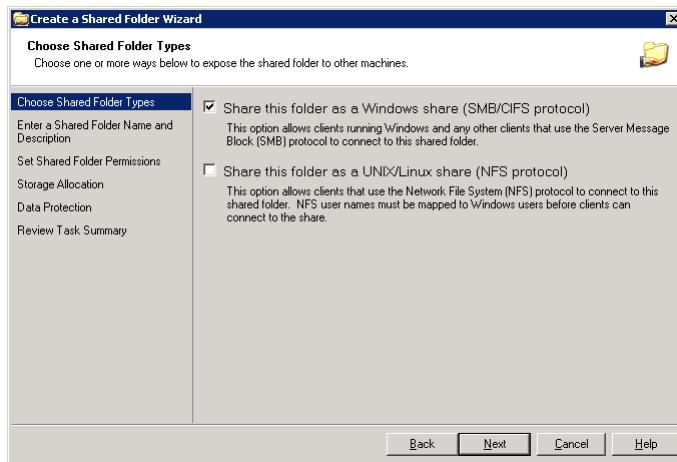 Create a Shared Folder Wizard
Choose Shared Folder Types
Choose one or more ways below to expose the shared folder to other machines.
Choose Shared Folder Types
Enter a Shared Folder Name and
Description
Set Shared Folder Permissions
Storage Allocation
Data Protection
Review Task Summary
Share this folder as a Windows share (SMB/CIFS protocol)
This option allows clients running Windows and any other clients that use the Server Message
Block (SMB) protocol to connect to this shared folder.
Share this folder as a UNIX/Linux share (NFS protocol)
This option allows clients that use the Network File System (NFS) protocol to connect to this
shared folder. NFS user names must be mapped to Windows users before clients can
connect to the share.
Back Next Cancel Help